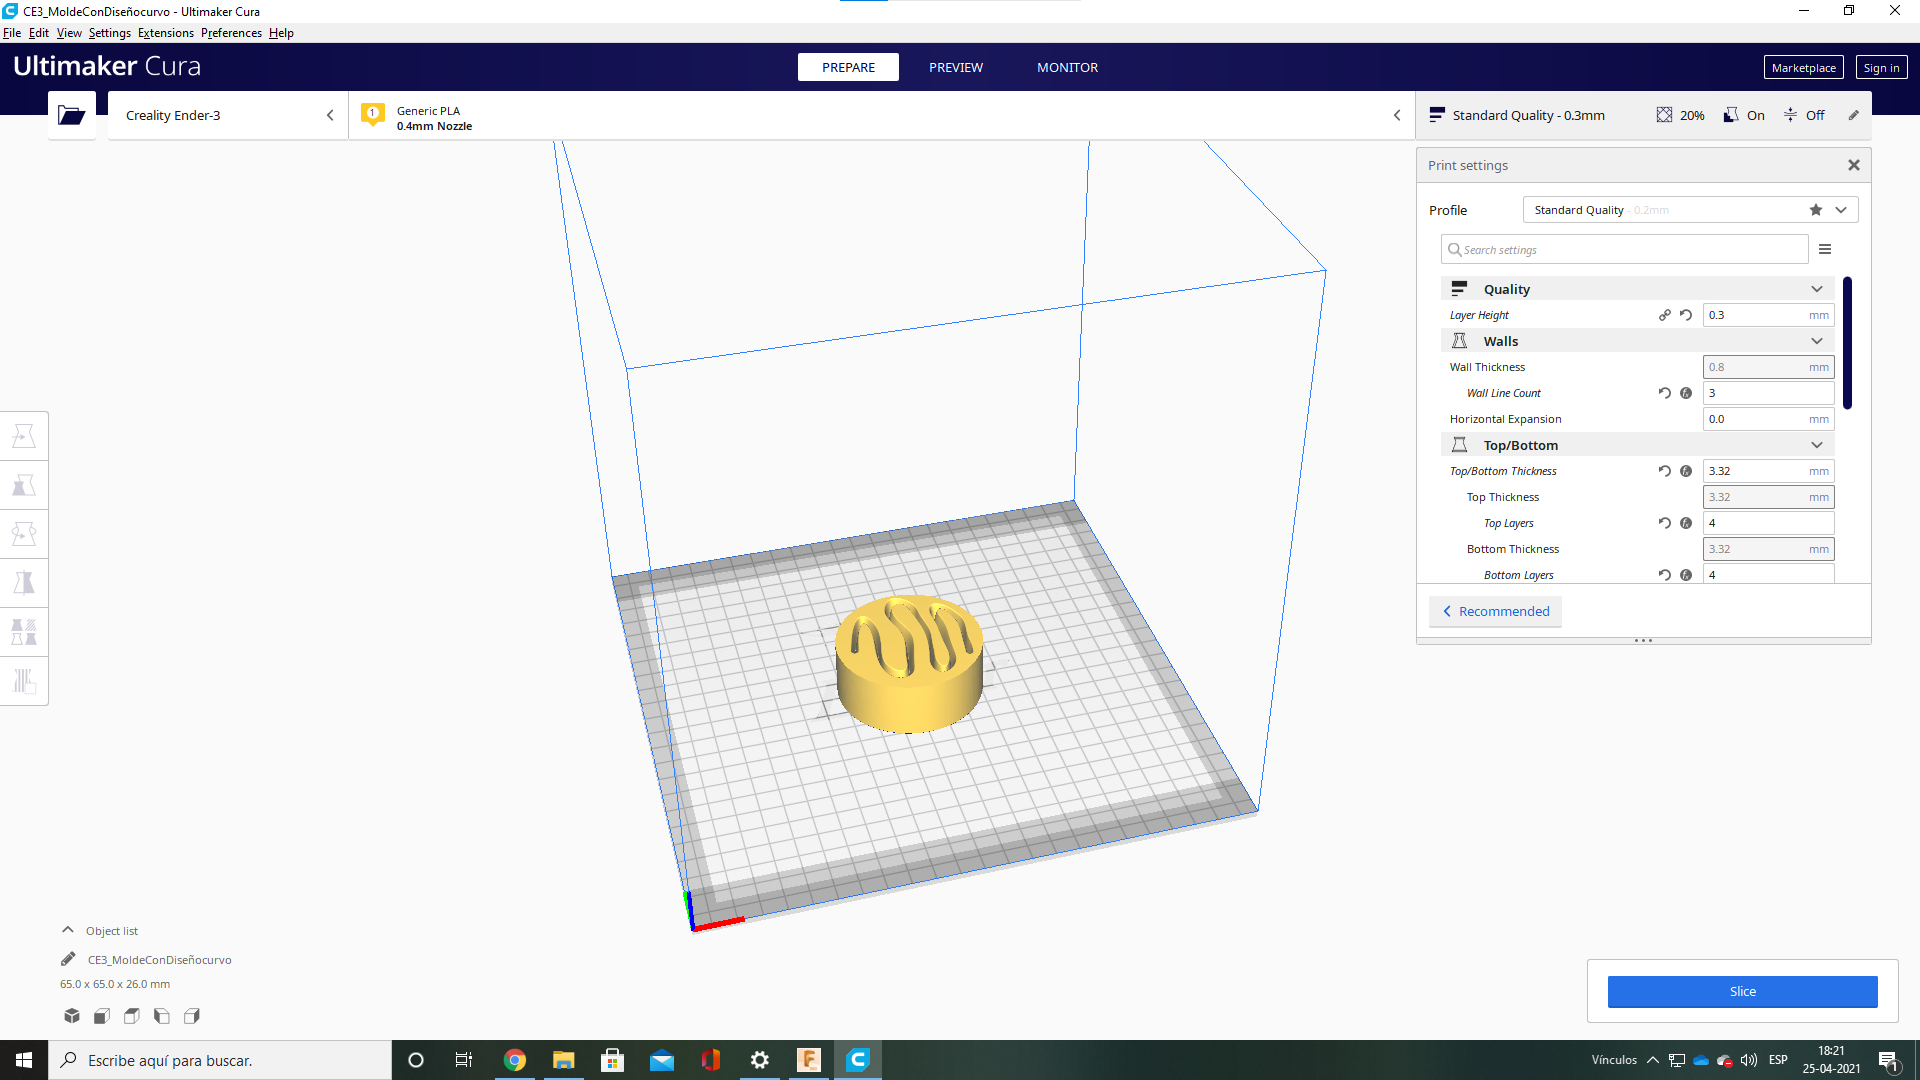 CE3_MoldeConDiseñocurvo - Ultimaker Cura
File Edit View Settings Extensions Preferences Help
Ultimaker Cura
PREPARE
PREVIEW
MONITOR
Marketplace
Sign in
Creality Ender-3
1
Generic PLA
0.4mm Nozzle
Standard Quality - 0.3mm
20%
On
Off
Print settings
Profile
Standard Quality - 0.2mm
Search settings
Quality
Layer Height 0.3 mm
Walls
Wall Thickness 0.8 mm
Wall Line Count 3
Horizontal Expansion 0.0 mm
Top/Bottom
Top/Bottom Thickness 3.32 mm
Top Thickness 3.32 mm
Top Layers 4
Bottom Thickness 3.32 mm
Bottom Layers 4
Recommended
Object list
CE3_MoldeConDiseñocurvo
65.0 x 65.0 x 26.0 mm
Slice
Escribe aquí para buscar.
Vínculos
ESP
18:21
25-04-2021
1